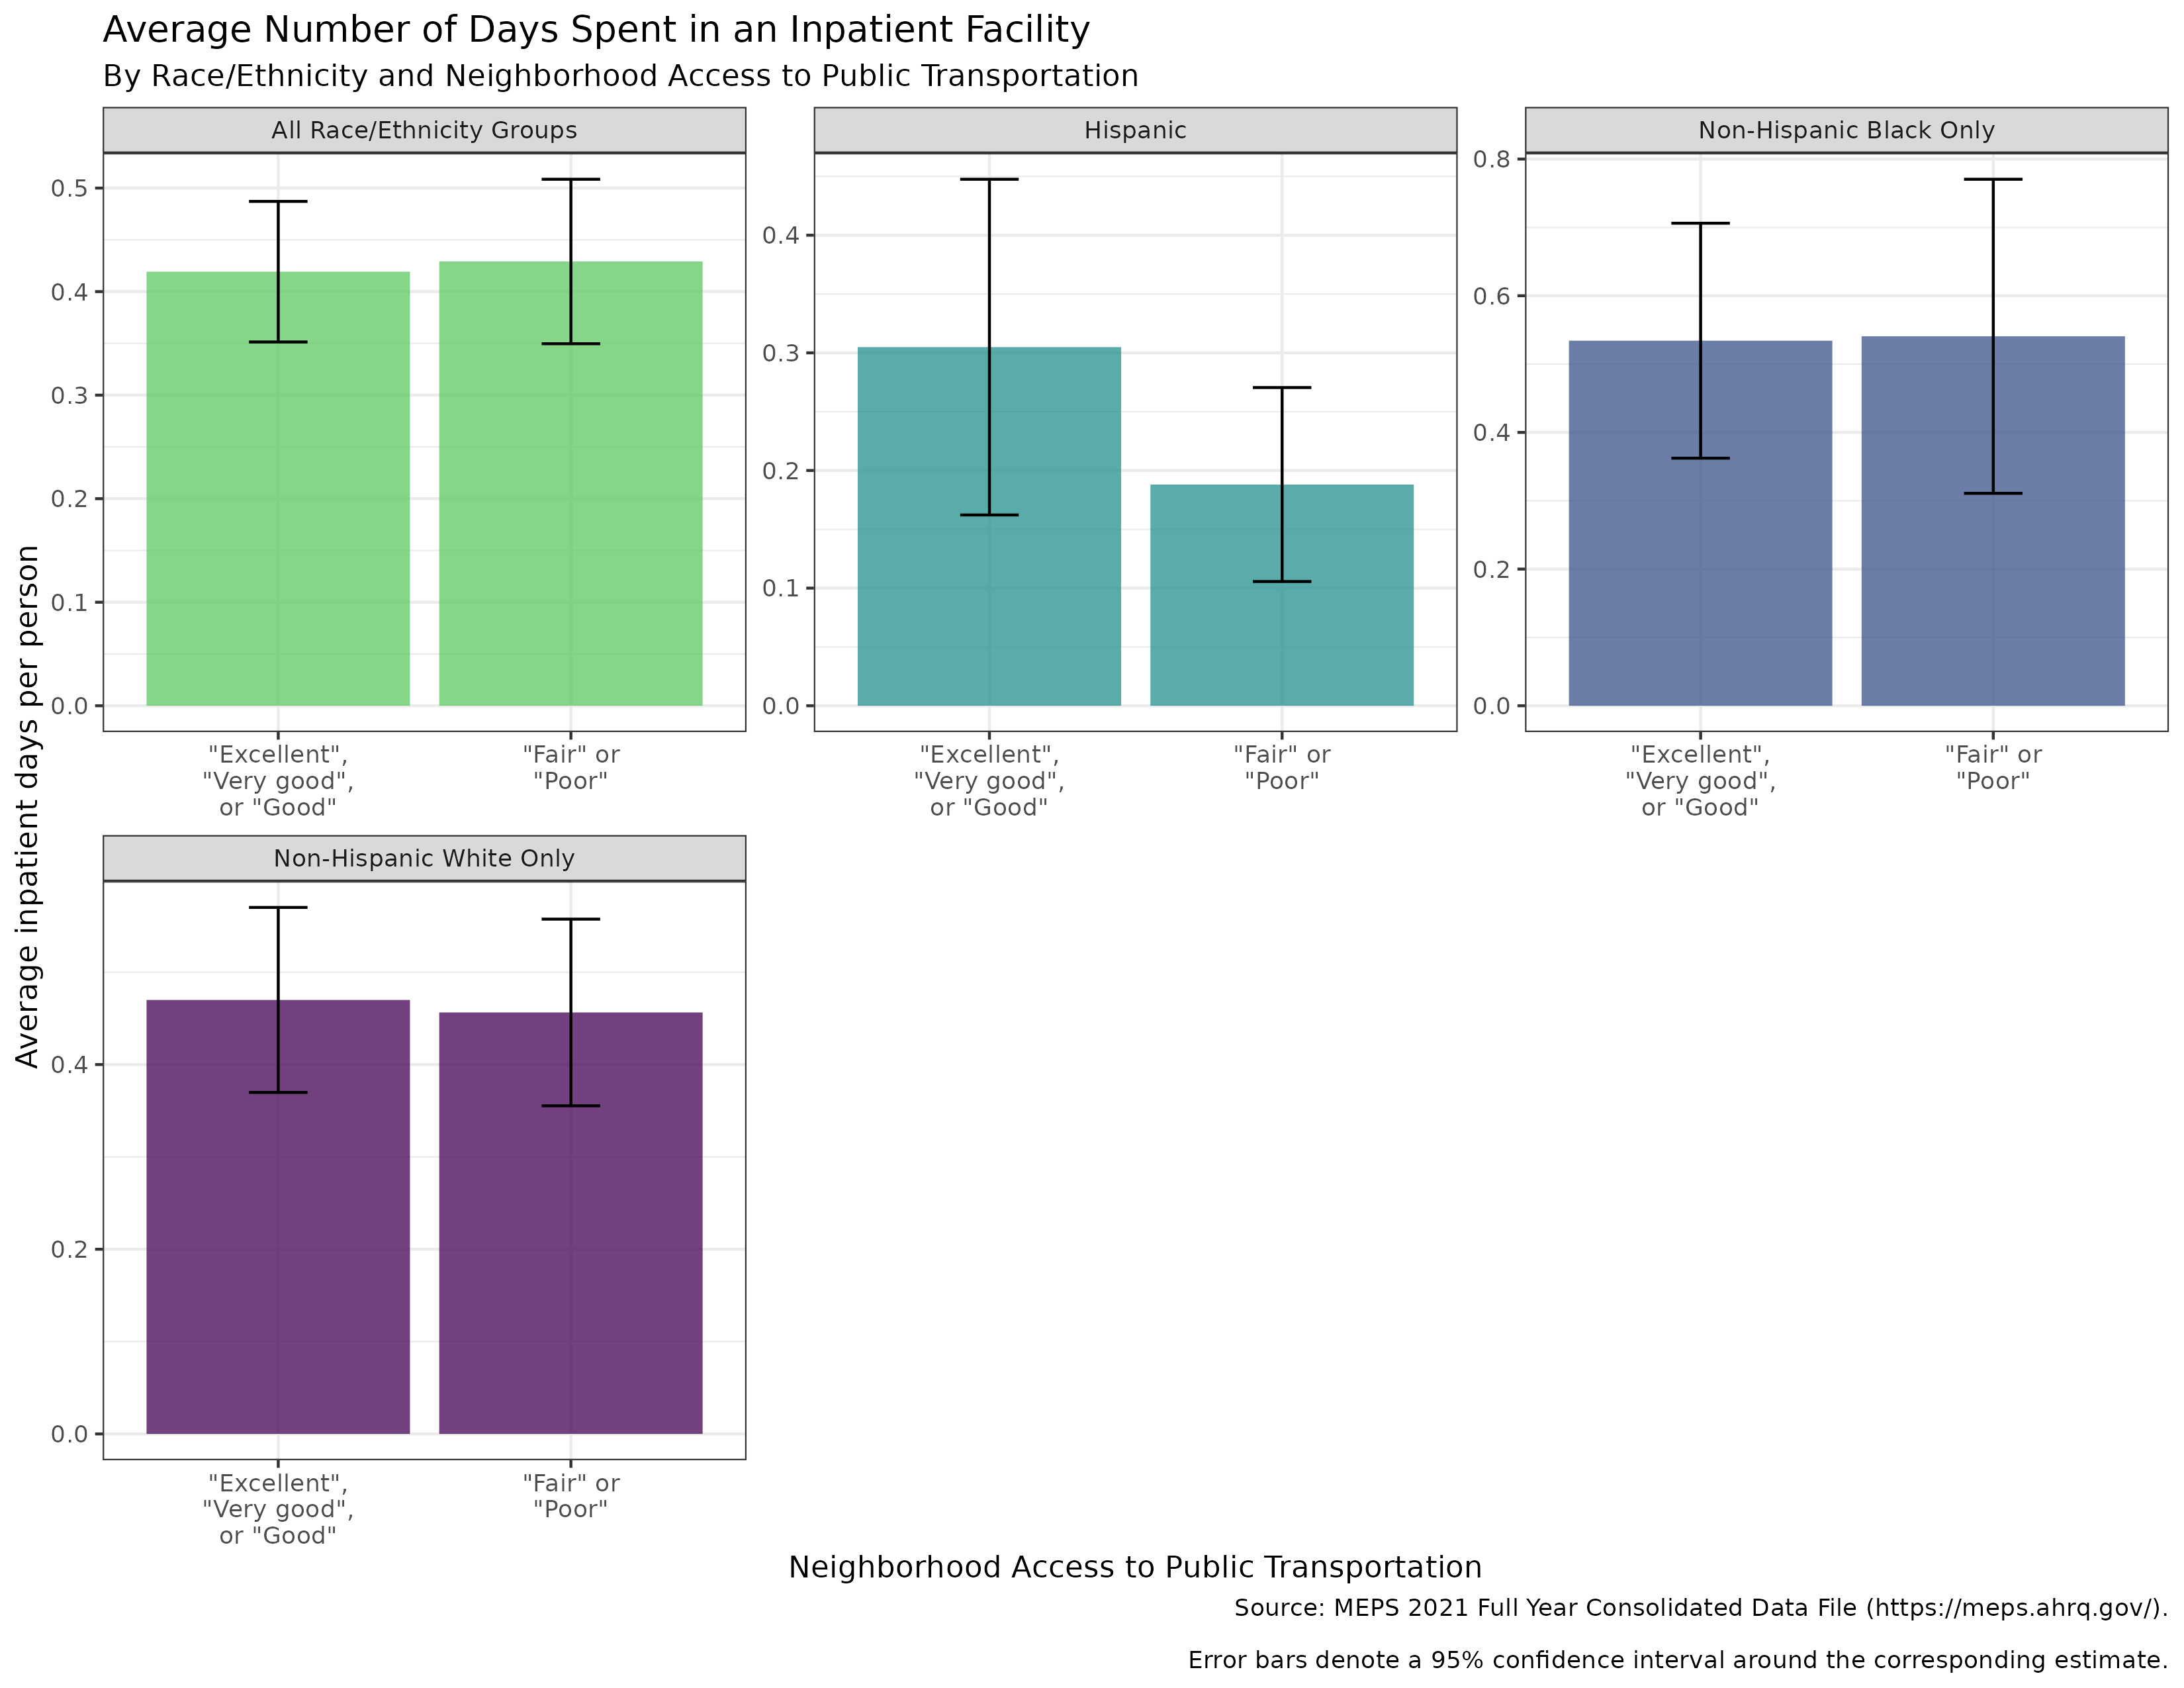 Average Number of Days Spent in an Inpatient Facility
By Race/Ethnicity and Neighborhood Access to Public Transportation
Average inpatient days per person
All Race/Ethnicity Groups
0.5
0.4
0.3
0.2
0.1
0.0
"Excellent",
"Very good",
or "Good"
"Fair" or
"Poor"
Hispanic
0.4
0.3
0.2
0.1
0.0
"Excellent",
"Very good",
or "Good"
"Fair" or
"Poor"
Non-Hispanic Black Only
0.8
0.6
0.4
0.2
0.0
"Excellent",
"Very good",
or "Good"
"Fair" or
"Poor"
Non-Hispanic White Only
0.4
0.2
0.0
"Excellent",
"Very good",
or "Good"
"Fair" or
"Poor"
Neighborhood Access to Public Transportation
Source: MEPS 2021 Full Year Consolidated Data File (https://meps.ahrq.gov/).
Error bars denote a 95% confidence interval around the corresponding estimate.